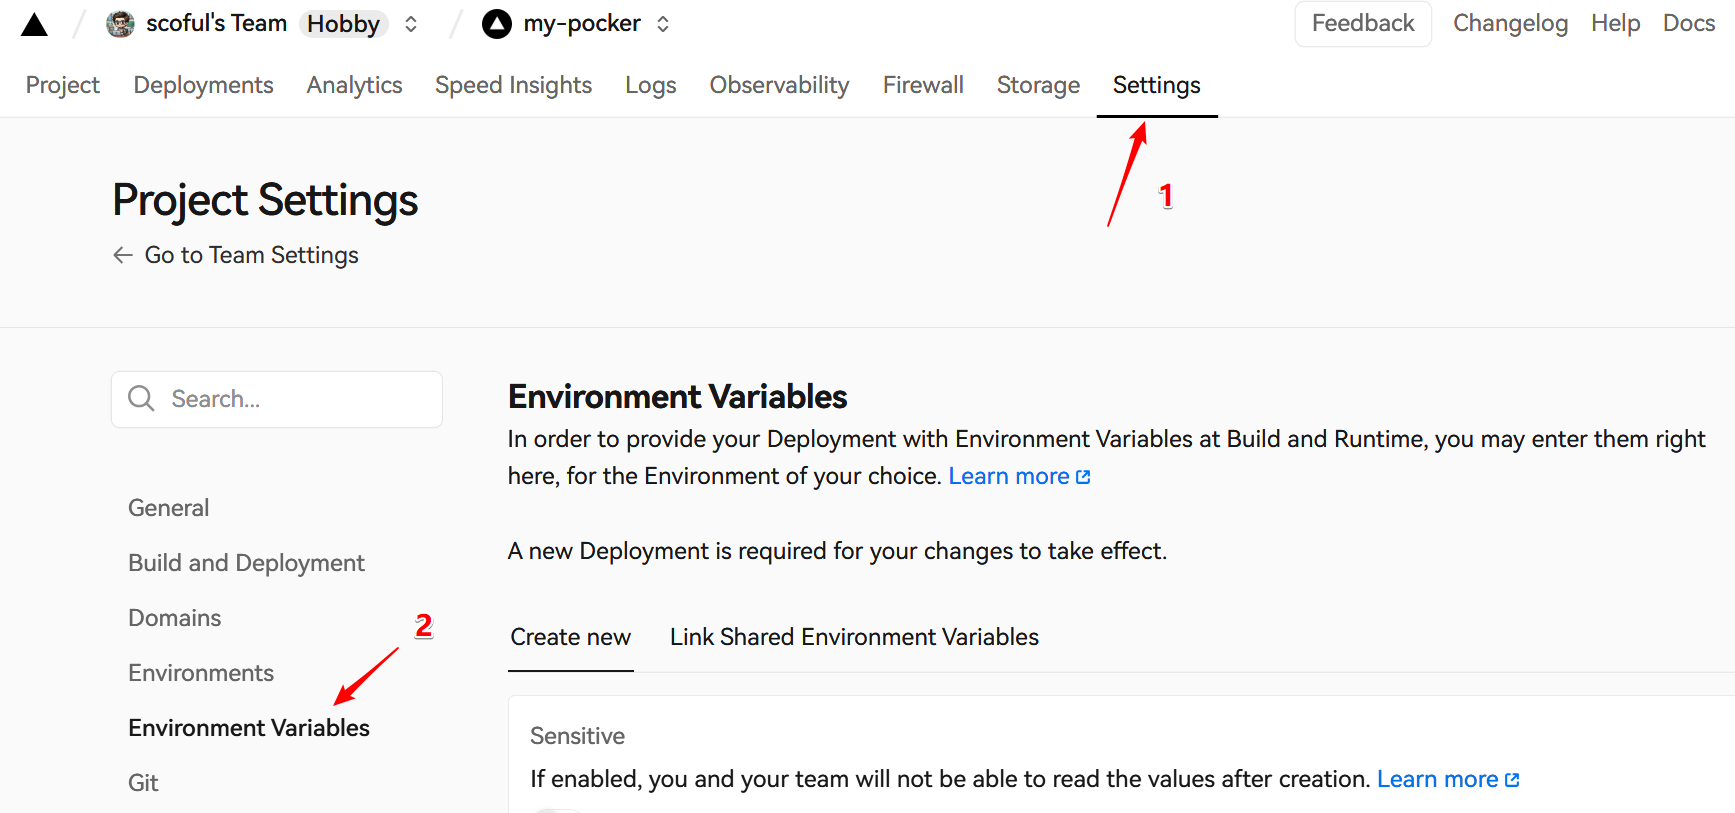 scoful's Team Hobby my-pocker Feedback Changelog Help Docs
Project Deployments Analytics Speed Insights Logs Observability Firewall Storage Settings
1
Project Settings
Go to Team Settings
Search...
Environment Variables
In order to provide your Deployment with Environment Variables at Build and Runtime, you may enter them right
here, for the Environment of your choice. Learn more
A new Deployment is required for your changes to take effect.
General
Build and Deployment
Domains
2
Environments
Environment Variables
Git
Create new Link Shared Environment Variables
Sensitive
If enabled, you and your team will not be able to read the values after creation. Learn more